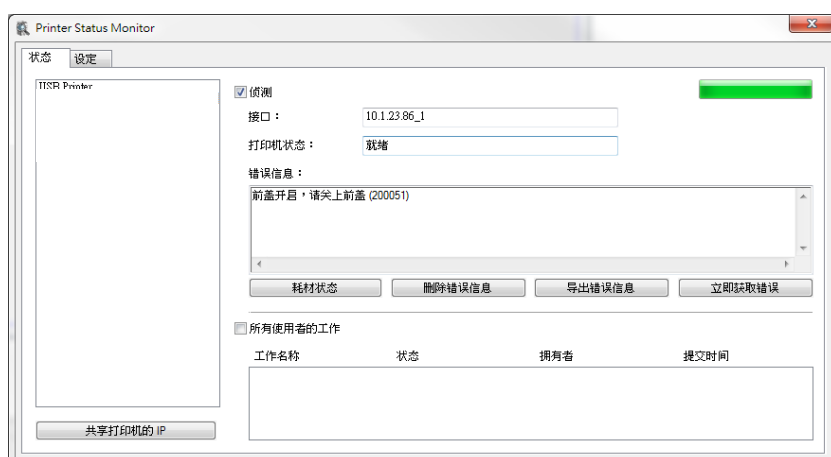 Printer Status Monitor
状态 设定
USB Printer
侦测
接口：
10.1.23.86_1
打印机状态：
就绪
错误信息：
前盖开启，请关上前盖 (200051)
耗材状态 删除错误信息 导出错误信息 立即获取错误
所有使用者的工作
工作名称 状态 拥有者 提交时间
共享打印机的 IP